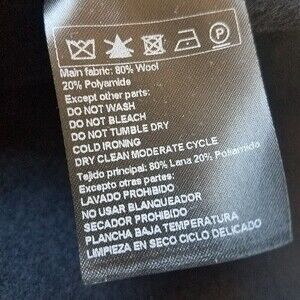 P
Main fabric: 80% Wool
20% Polyamide
Except other parts:
DO NOT WASH
DO NOT BLEACH
DO NOT TUMBLE DRY
COLD IRONING
DRY CLEAN MODERATE CYCLE
Tejido principal: 80% Lana 20% Poliamida
Excepto otras partes:
LAVADO PROHIBIDO
NO USAR BLANQUEADOR
SECADOR PROHIBIDO
PLANCHA BAJA TEMPERATURA
LIMPIEZA EN SECO CICLO DELICADO